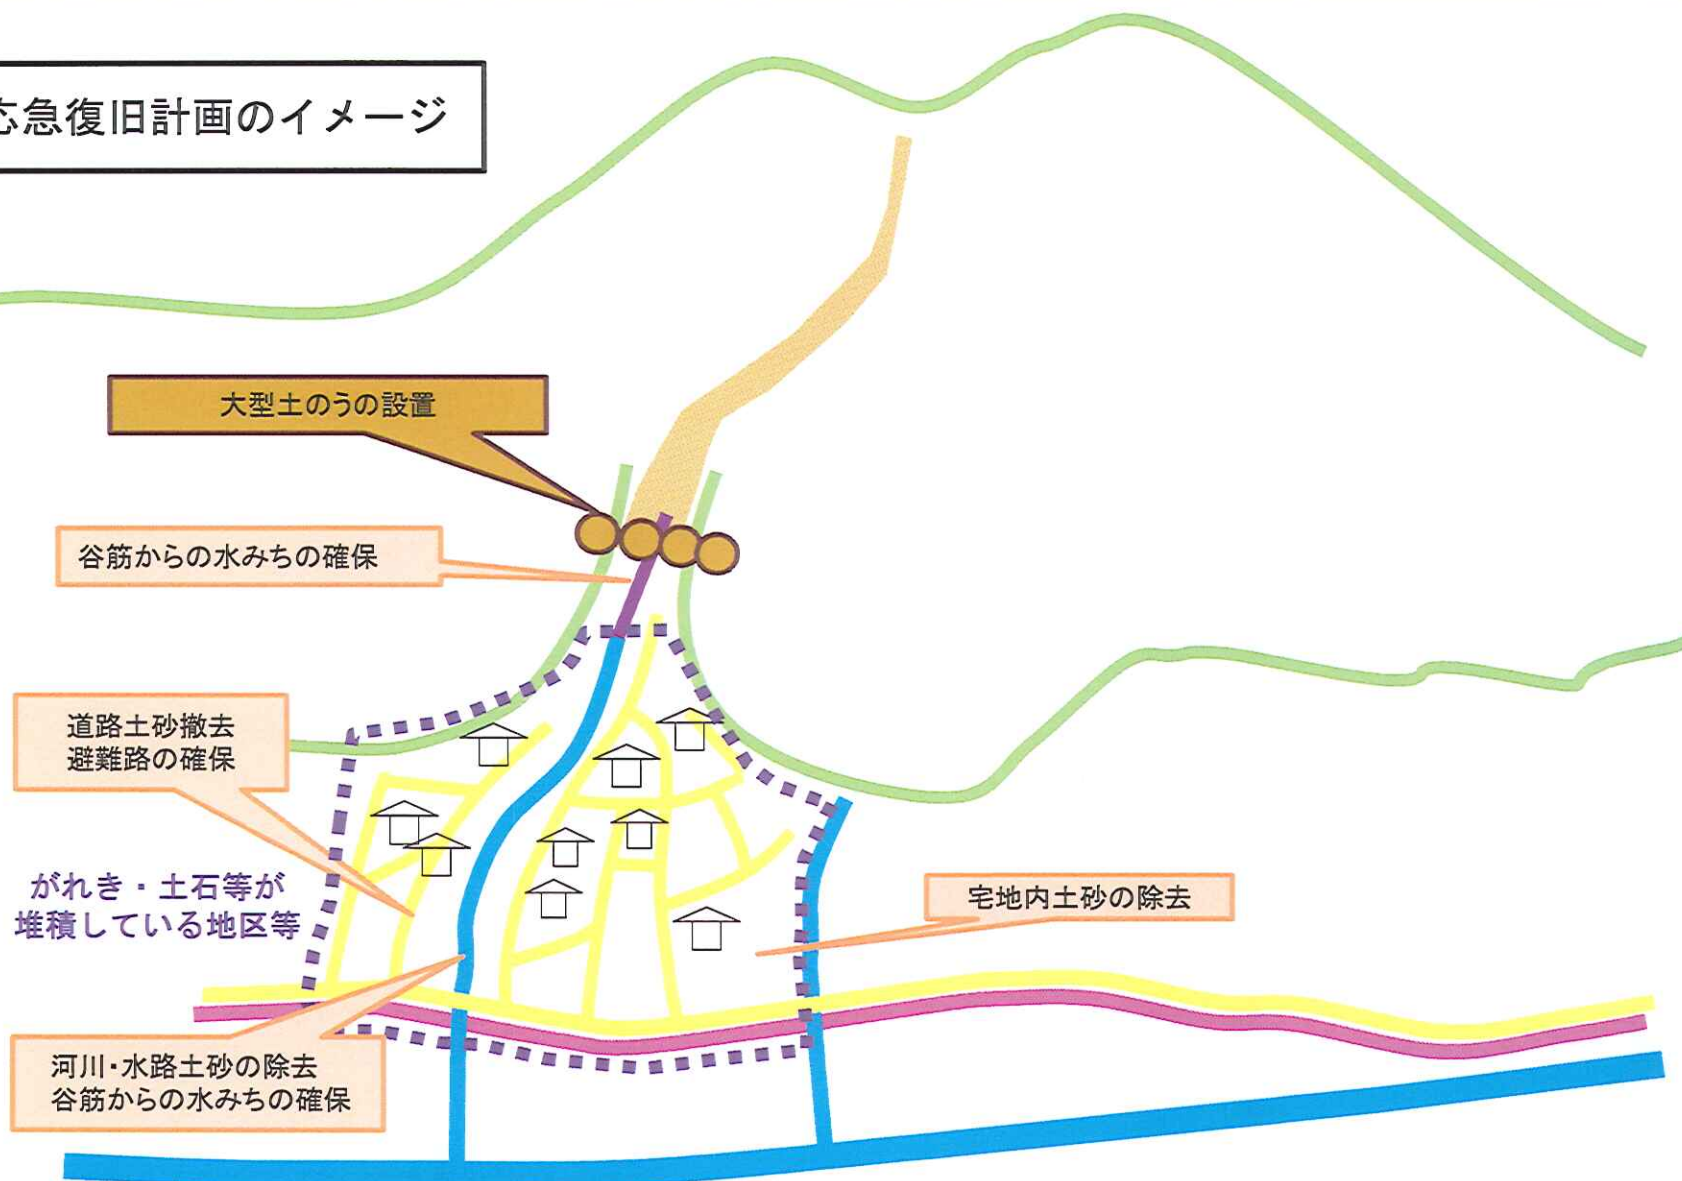 応急復旧計画のイメージ
大型土のうの設置
谷筋からの水みちの確保
道路土砂撤去
避難路の確保
がれき・土石等が
堆積している地区等
宅地内土砂の除去
河川・水路土砂の除去
谷筋からの水みちの確保